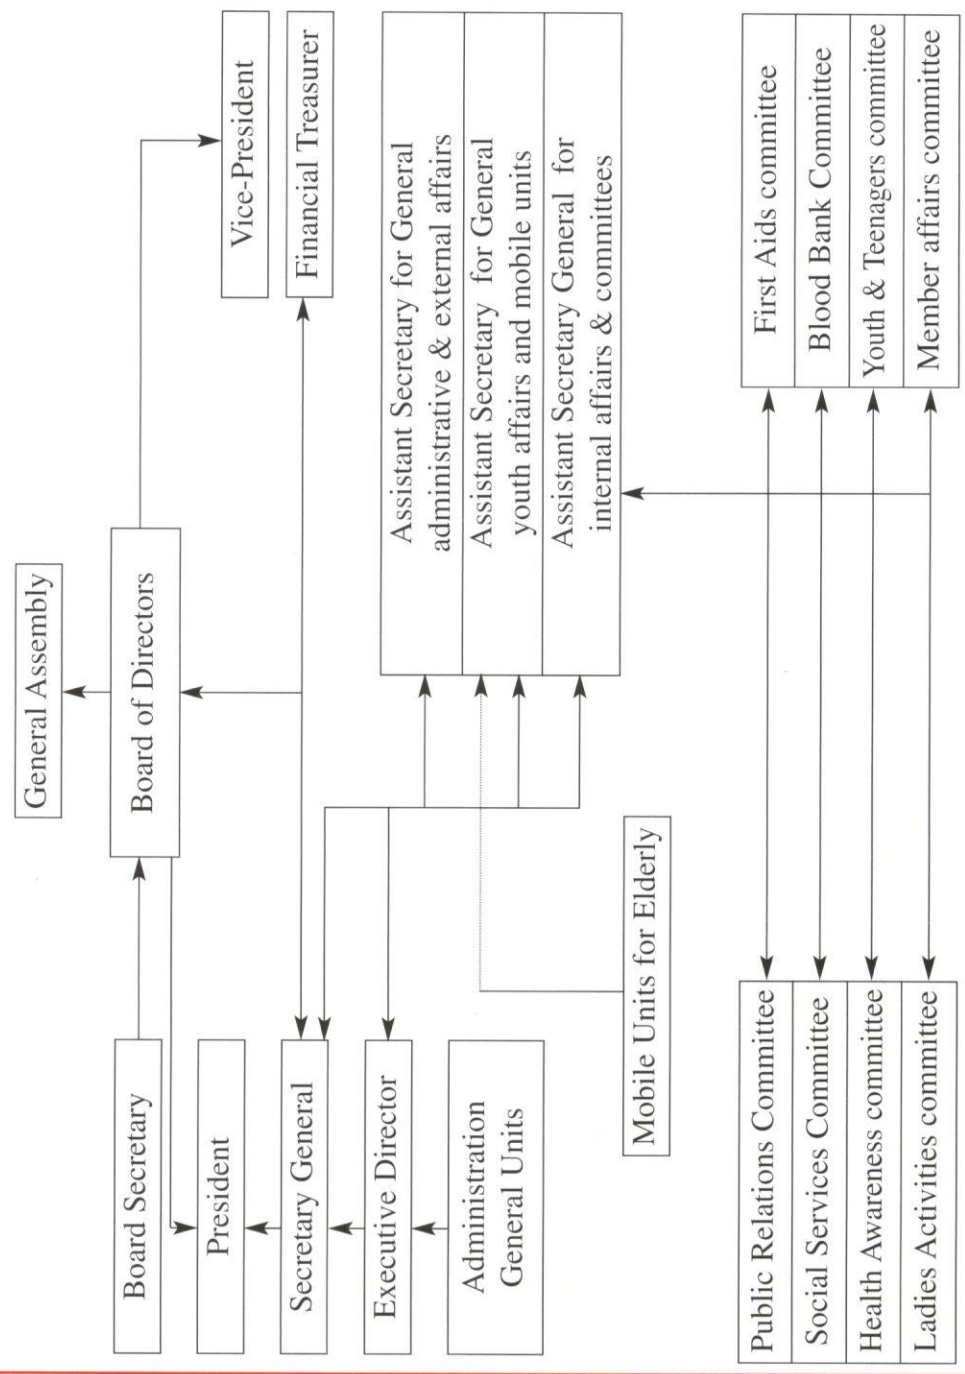 General Assembly
Board Secretary
Board of Directors
President
Vice-President
Secretary General
Financial Treasurer
Executive Director
Administration
General Units
Assistant Secretary for General
administrative & external affairs
Assistant Secretary for General
youth affairs and mobile units
Assistant Secretary General for
internal affairs & committees
Mobile Units for Elderly
Public Relations Committee
Social Services Committee
Health Awareness committee
Ladies Activities committee
First Aids committee
Blood Bank Committee
Youth & Teenagers committee
Member affairs committee